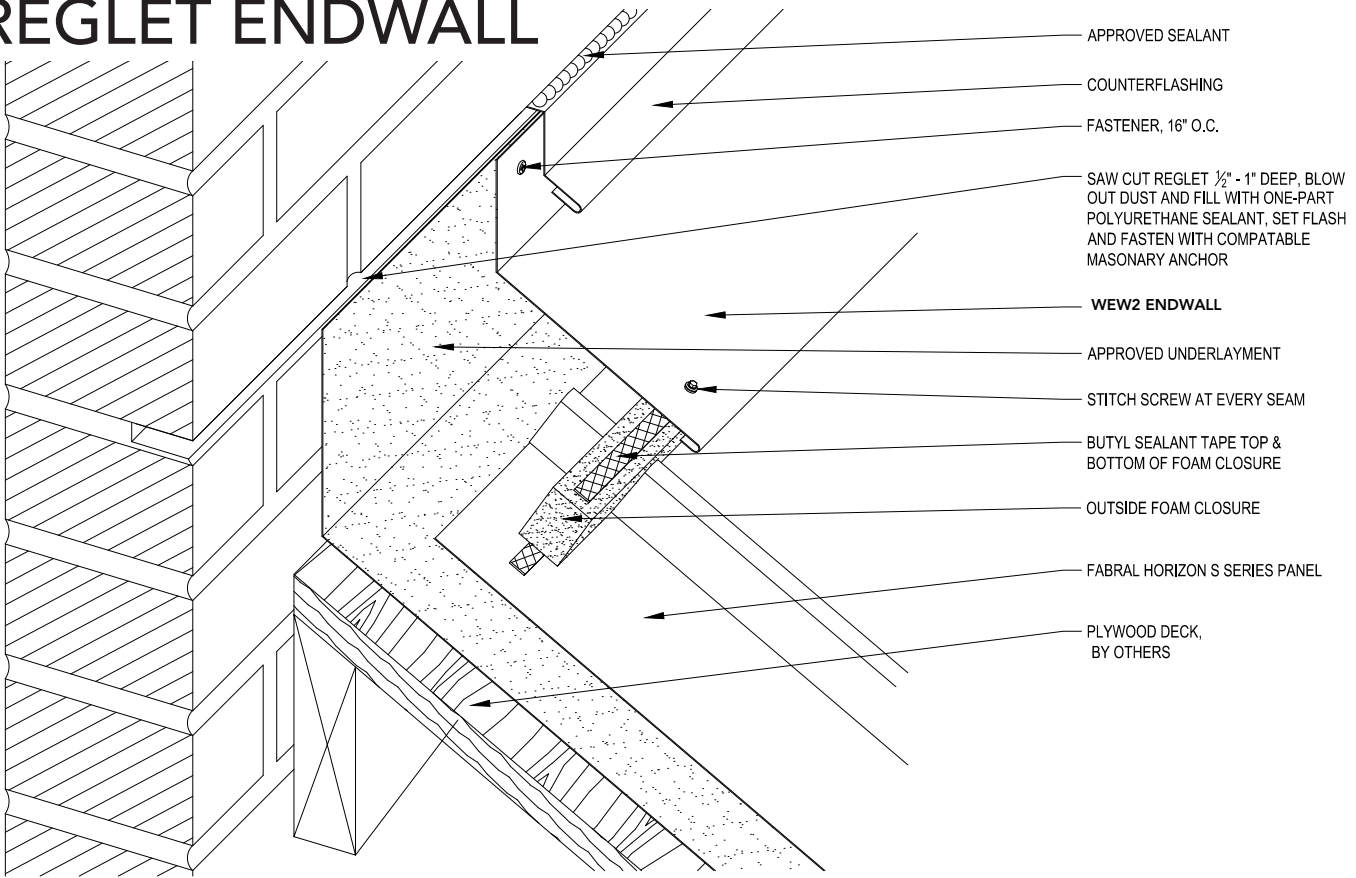 REGLET ENDWALL
APPROVED SEALANT
COUNTERFLASHING
FASTENER, 16" O.C.
SAW CUT REGLET ½" - 1" DEEP, BLOW
OUT DUST AND FILL WITH ONE-PART
POLYURETHANE SEALANT, SET FLASH
AND FASTEN WITH COMPATABLE
MASONARY ANCHOR
WEW2 ENDWALL
APPROVED UNDERLAYMENT
STITCH SCREW AT EVERY SEAM
BUTYL SEALANT TAPE TOP &
BOTTOM OF FOAM CLOSURE
OUTSIDE FOAM CLOSURE
FABRAL HORIZON S SERIES PANEL
PLYWOOD DECK,
BY OTHERS